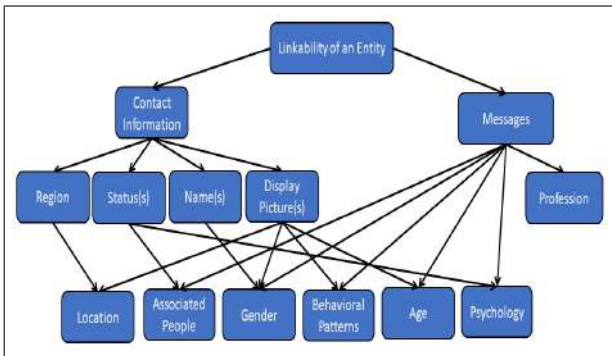 Linkability of an Entity
Contact
Information
Messages
Region
Status(s)
Name(s)
Display
Picture(s)
Profession
Location
Associated
People
Gender
Behavioral
Patterns
Age
Psychology